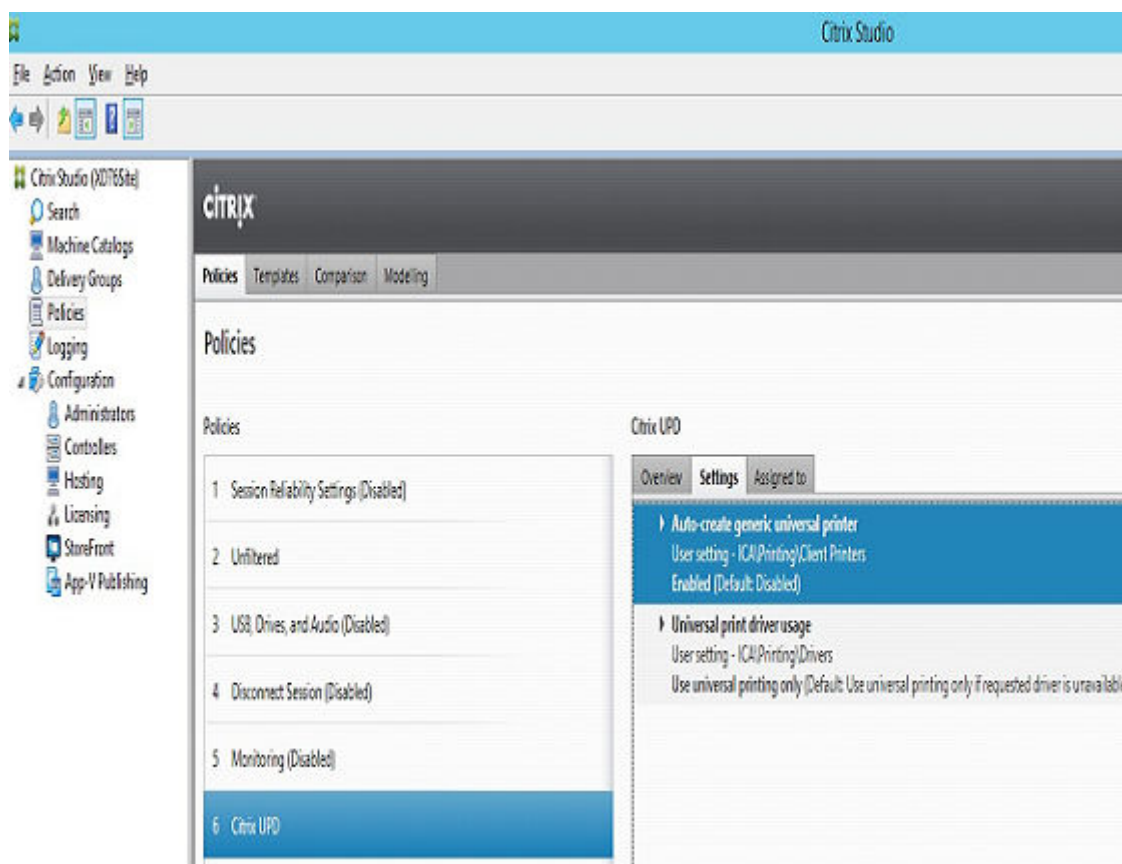 Citrix Studio
File Action View Help
Citrix Studio (XD76Site)
Search
Machine Catalogs
Delivery Groups
Policies
Logging
Configuration
Administrators
Controllers
Hosting
Licensing
StoreFront
App-V Publishing
CİTRIX
Policies Templates Comparison Modeling
Policies
Policies
1 Session Reliability Settings (Disabled)
2 Unfiltered
3 USB, Drives, and Audio (Disabled)
4 Disconnect Session (Disabled)
5 Monitoring (Disabled)
6 Citrix UPD
Citrix UPD
Overview Settings Assigned to
Auto-create generic universal printer
User setting - ICA\Printing\Client Printers
Enabled (Default: Disabled)
Universal print driver usage
User setting - ICA\Printing\Drivers
Use universal printing only (Default: Use universal printing only if requested driver is unavailable